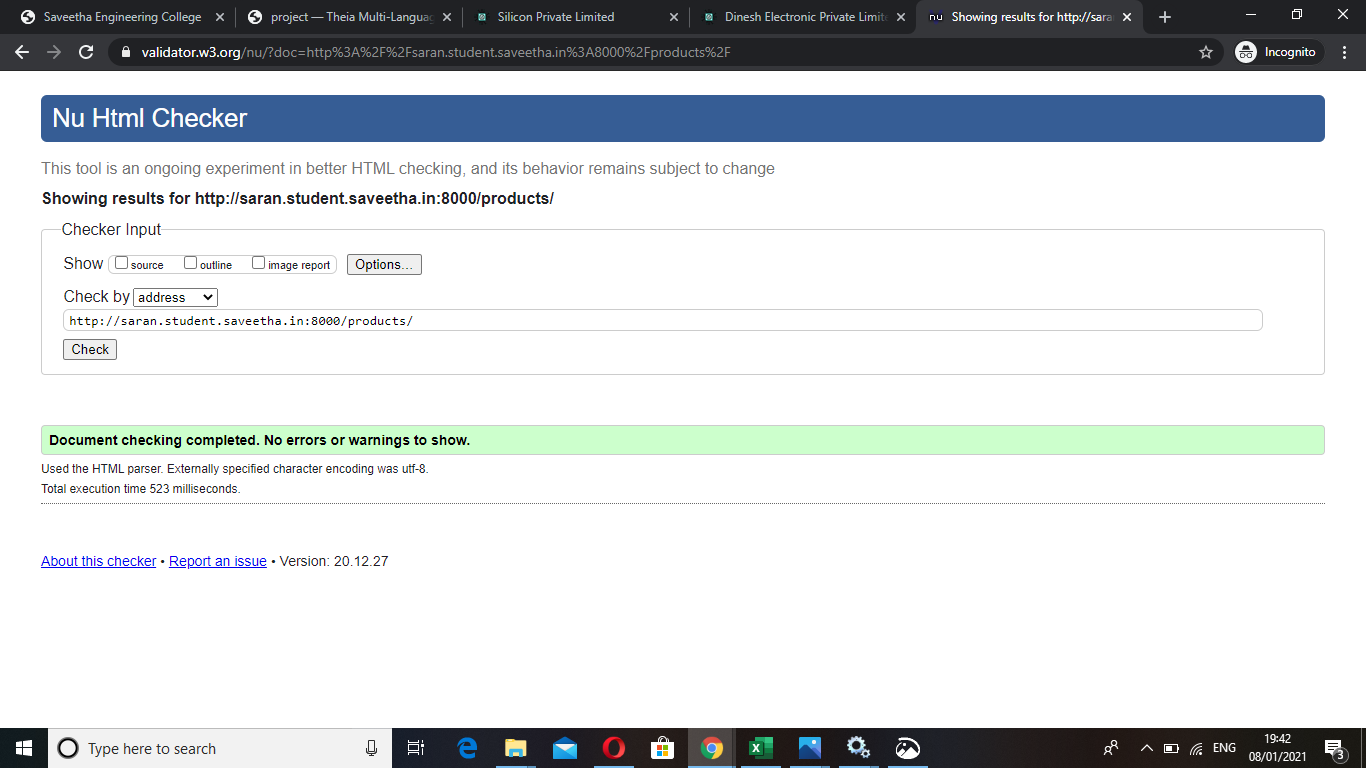 Saveetha Engineering College
project — Theia Multi-Languag
Silicon Private Limited
Dinesh Electronic Private Limite
nu Showing results for http://sara
validator.w3.org/nu/?doc=http%3A%2F%2Fsaran.student.saveetha.in%3A8000%2Fproducts%2F
Incognito
Nu Html Checker
This tool is an ongoing experiment in better HTML checking, and its behavior remains subject to change
Showing results for http://saran.student.saveetha.in:8000/products/
Checker Input
Show source outline image report Options...
Check by address
http://saran.student.saveetha.in:8000/products/
Check
Document checking completed. No errors or warnings to show.
Used the HTML parser. Externally specified character encoding was utf-8.
Total execution time 523 milliseconds.
About this checker • Report an issue • Version: 20.12.27
Type here to search
ENG
19:42
08/01/2021
3